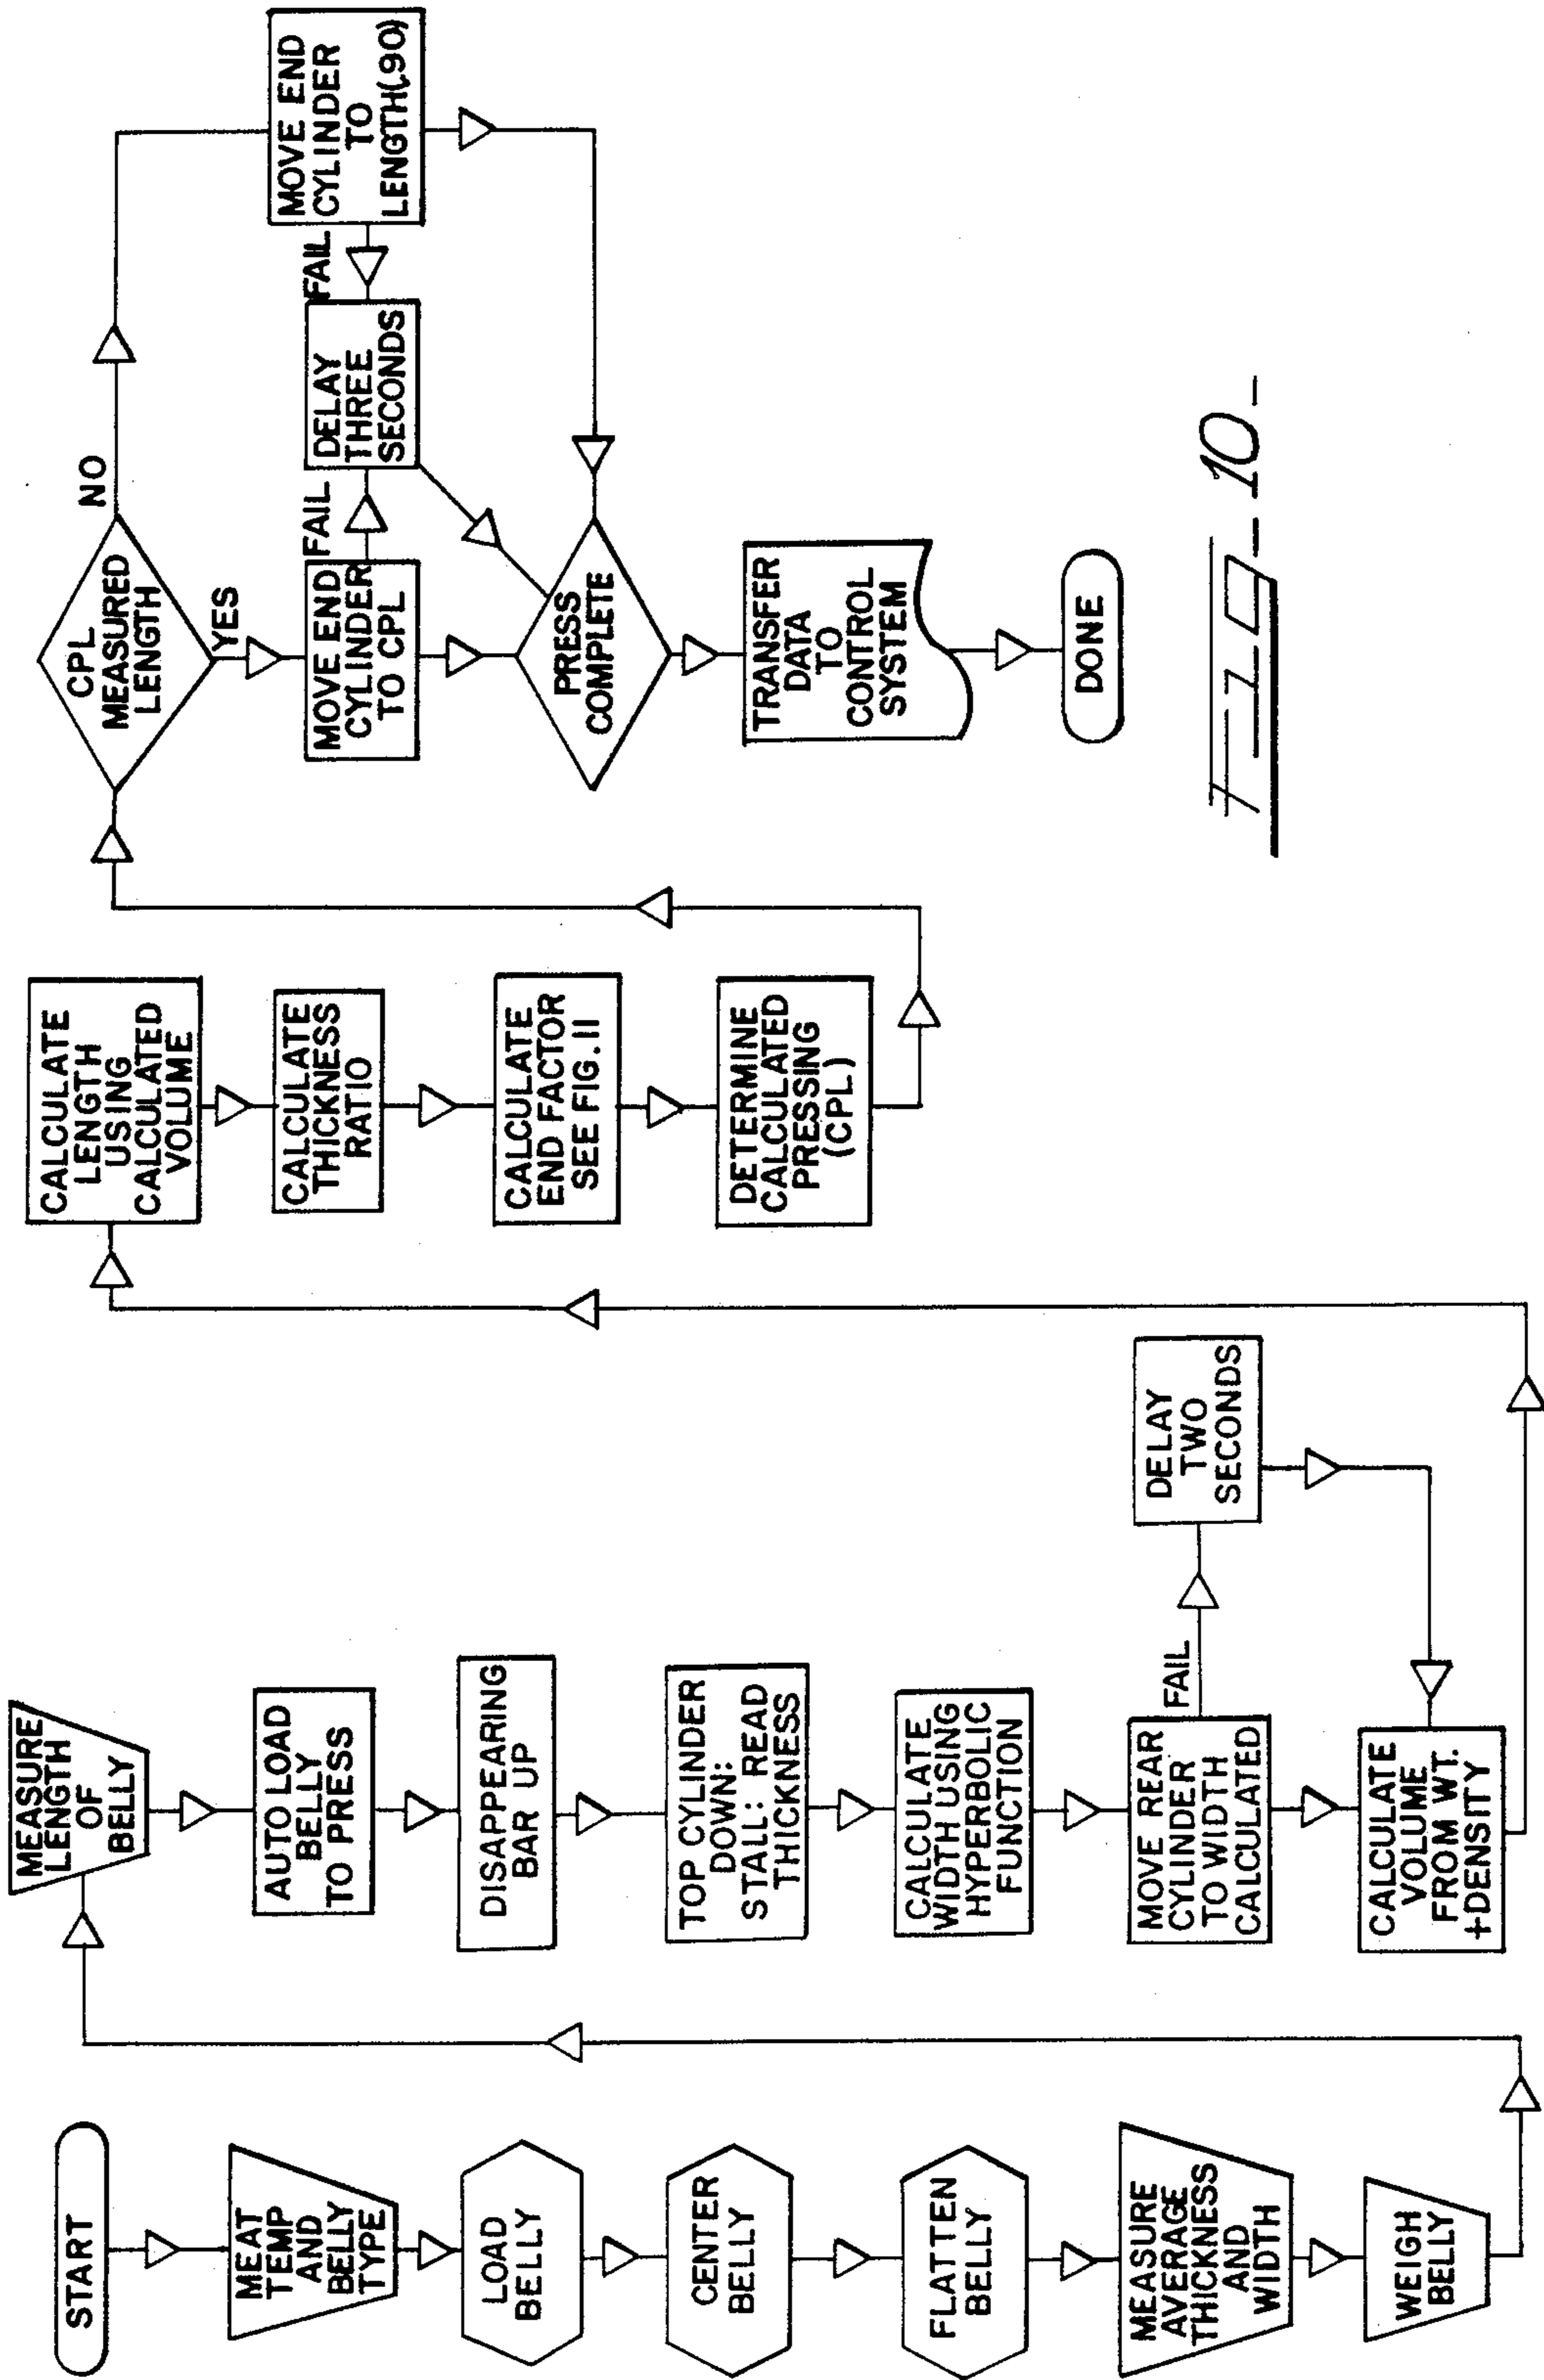 START
MEAT
TEMP
AND
BELLY
TYPE
LOAD
BELLY
CENTER
BELLY
FLATTEN
BELLY
MEASURE
AVERAGE
THICKNESS
AND
WIDTH
WEIGH
BELLY
MEASURE
LENGTH
OF
BELLY
AUTO LOAD
BELLY
TO PRESS
DISAPPEARING
BAR UP
TOP CYLINDER
DOWN:
STALL: READ
THICKNESS
CALCULATE
WIDTH USING
HYPERBOLIC
FUNCTION
MOVE REAR
CYLINDER
TO WIDTH
CALCULATED
FAIL
DELAY
TWO
SECONDS
CALCULATE
VOLUME
FROM WT.
+DENSITY
CALCULATE
LENGTH
USING
CALCULATED
VOLUME
CALCULATE
THICKNESS
RATIO
CALCULATE
END FACTOR
SEE FIG. 11
DETERMINE
CALCULATED
PRESSING
(CPL)
CPL
MEASURED
LENGTH
NO
YES
MOVE END
CYLINDER
TO CPL
FAIL
DELAY
THREE
SECONDS
FAIL
MOVE END
CYLINDER
TO
LENGTH(.90)
PRESS
COMPLETE
TRANSFER
DATA
TO
CONTROL
SYSTEM
DONE
FIG. 10